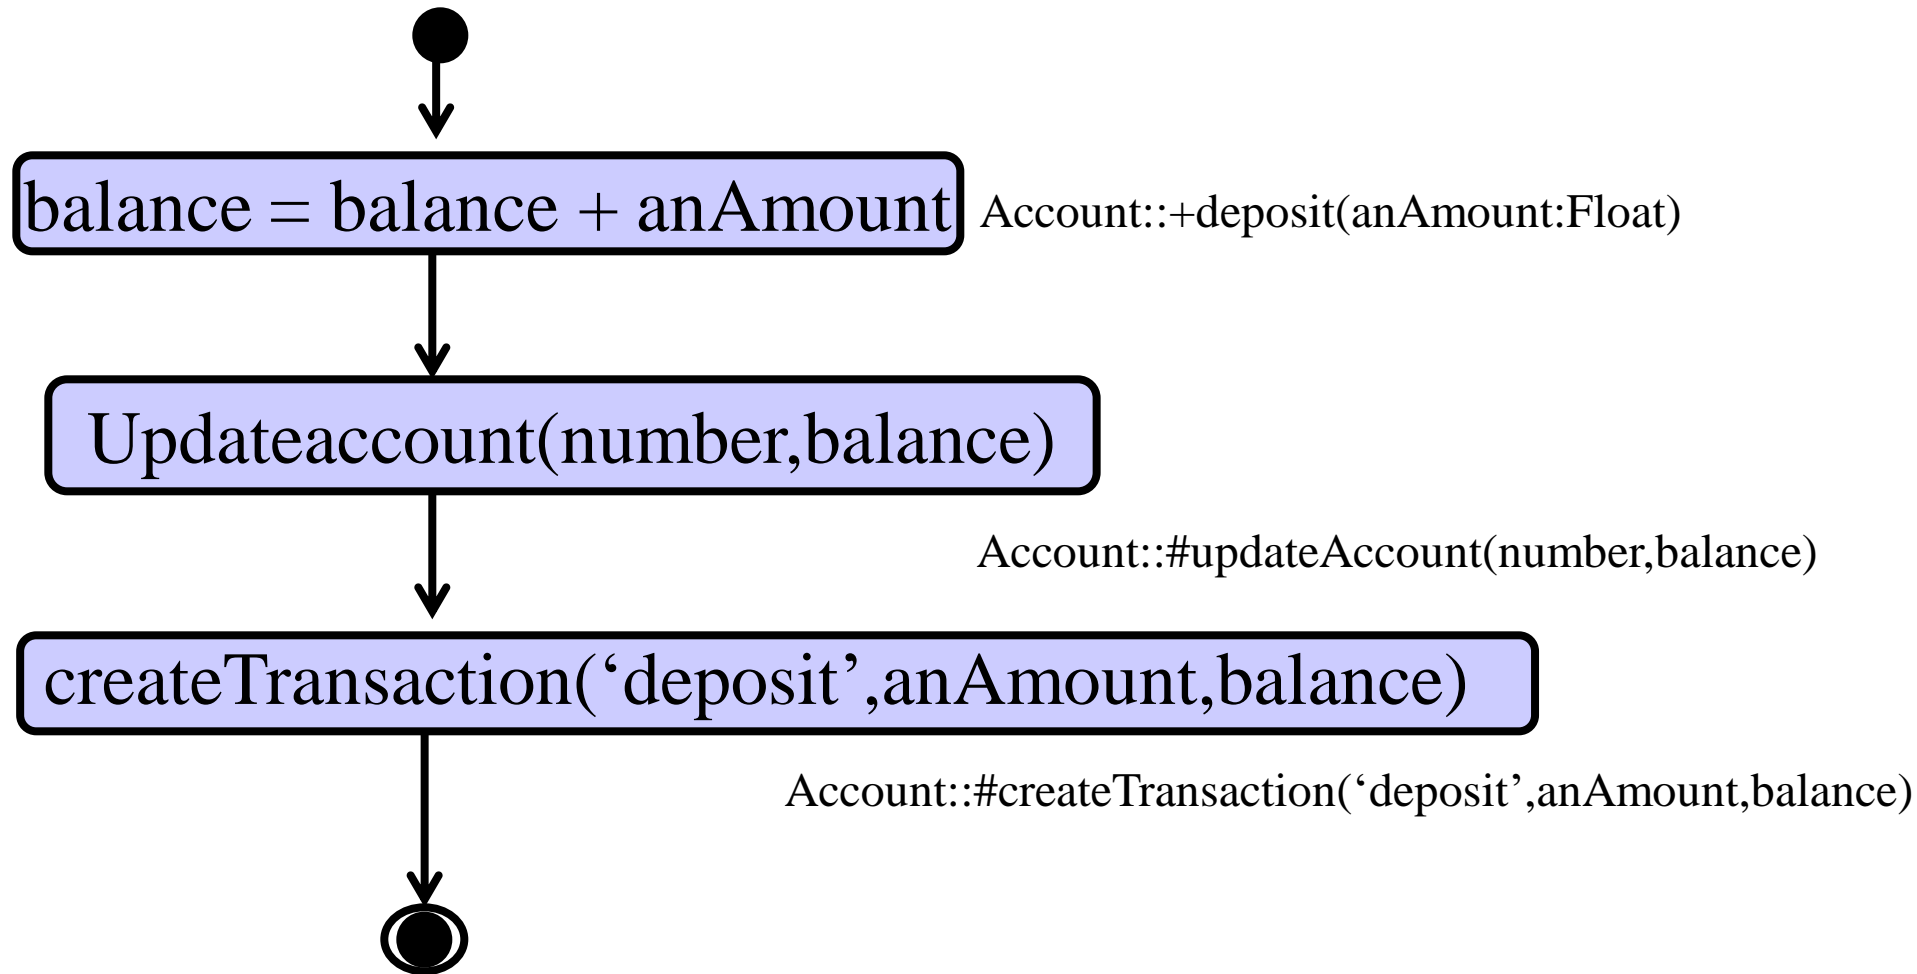 balance = balance + anAmount
Account::+deposit(anAmount:Float)
Updateaccount(number,balance)
Account::#updateAccount(number,balance)
createTransaction(‘deposit’,anAmount,balance)
Account::#createTransaction(‘deposit’,anAmount,balance)